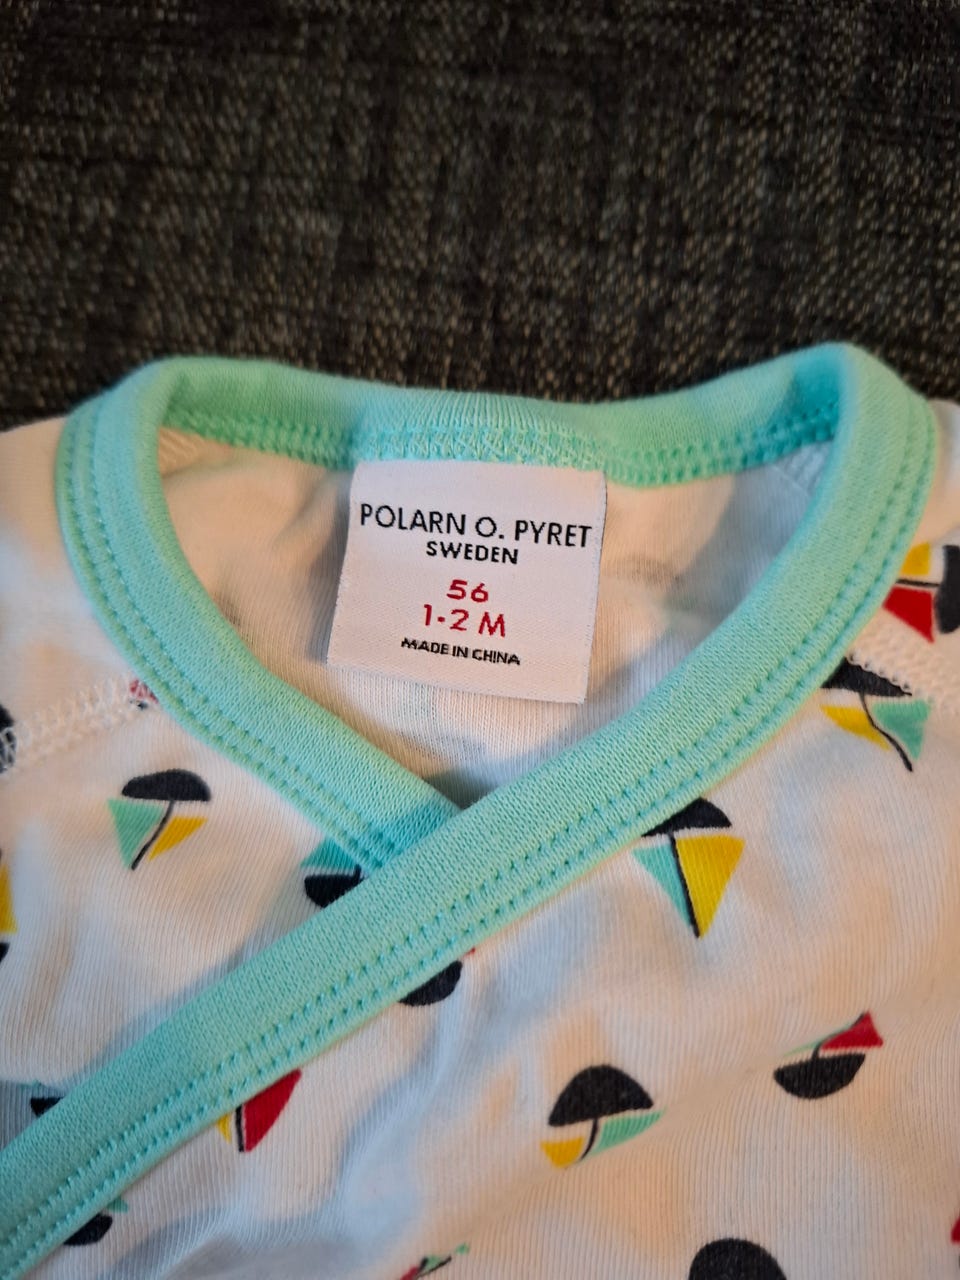 POLARN O. PYRET
SWEDEN
56
1-2 M
MADE IN CHINA